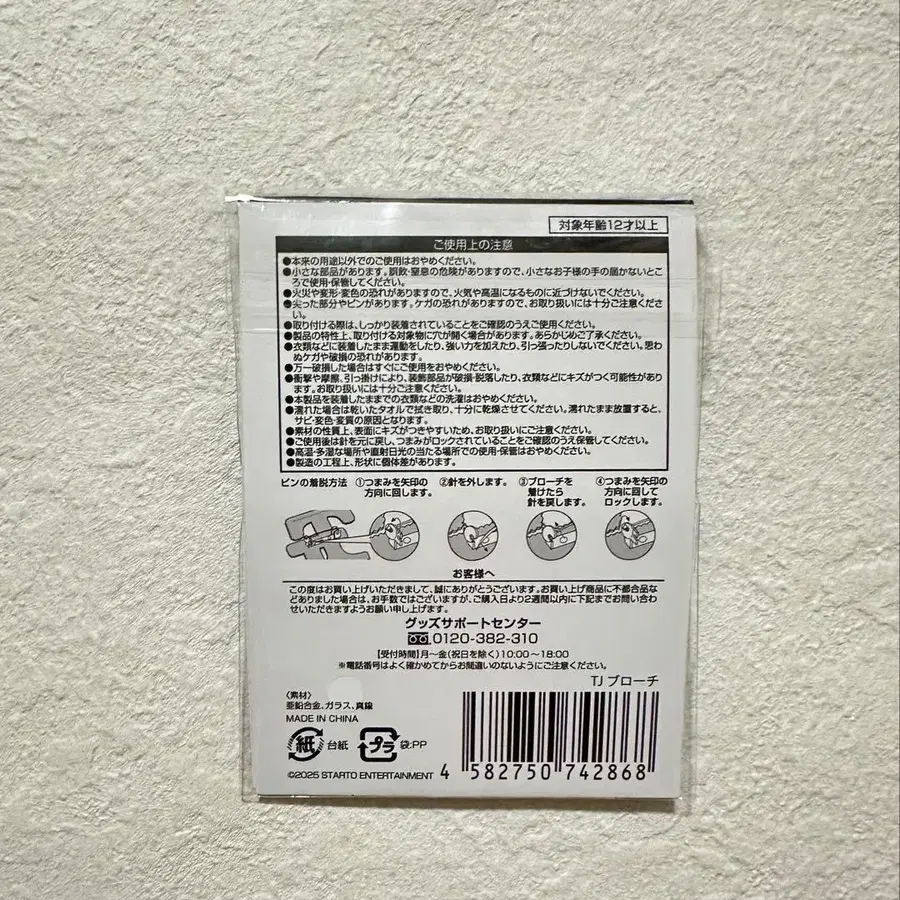 対象年齢12才以上
ご使用上の注意
●本来の用途以外でのご使用はおやめください。
●小さな部品があります。誤飲・窒息の危険がありますので、小さなお子様の手の届かないとこ
ろで使用・保管してください。
●火災や変形・変色の恐れがありますので、火気や高温になるものに近づけないでください。
●尖った部分やピンがあります。ケガの恐れがありますので、お取り扱いには十分ご注意くださ
い。
●取り付ける際は、しっかり装着されていることをご確認のうえご使用ください。
●製品の特性上、取り付ける対象物に穴が開く場合があります。あらかじめご了承ください。
●衣類などに装着したまま運動をしたり、強い力を加えたり、引っ張ったりしないでください。思わ
ぬケガや破損の恐れがあります。
●万一破損した場合はすぐにご使用をおやめください。
●衝撃や摩擦、引っ掛けにより、装飾部品が破損・脱落したり、衣類などにキズがつく可能性があり
ます。お取り扱いには十分ご注意ください。
●本製品を装着したままでの衣類などの洗濯はおやめください。
●濡れた場合は乾いたタオルで拭き取り、十分に乾燥させてください。濡れたまま放置すると、
サビ・変色・変質の原因となります。
●素材の性質上、表面にキズがつきやすいため、お取り扱いにご注意ください。
●ご使用後は針を元に戻し、つまみがロックされていることをご確認のうえ保管してください。
●高温・多湿な場所や直射日光の当たる場所での使用・保管はおやめください。
●製造の工程上、形状に個体差があります。
ピンの着脱方法 ①つまみを矢印の方向に回します。 ②針を外します。 ③ブローチを着けたら針を戻します。 ④つまみを矢印の方向に回してロックします。
お客様へ
この度はお買い上げいただきまして、誠にありがとうございます。お買い上げ商品に不都合な
どありました場合は、お手数ではございますが、ご購入日より2週間以内に下記までお問い合わ
せいただきますようお願い申し上げます。
グッズサポートセンター
0120-382-310
【受付時間】月〜金(祝日を除く)10:00〜18:00
※電話番号はよく確かめてからお間違いのないようにご注意ください。
TJ ブローチ
〈素材〉
亜鉛合金、ガラス、真鍮
MADE IN CHINA
紙 台紙 プラ 袋:PP
©2025 STARTO ENTERTAINMENT
4 582750 742868